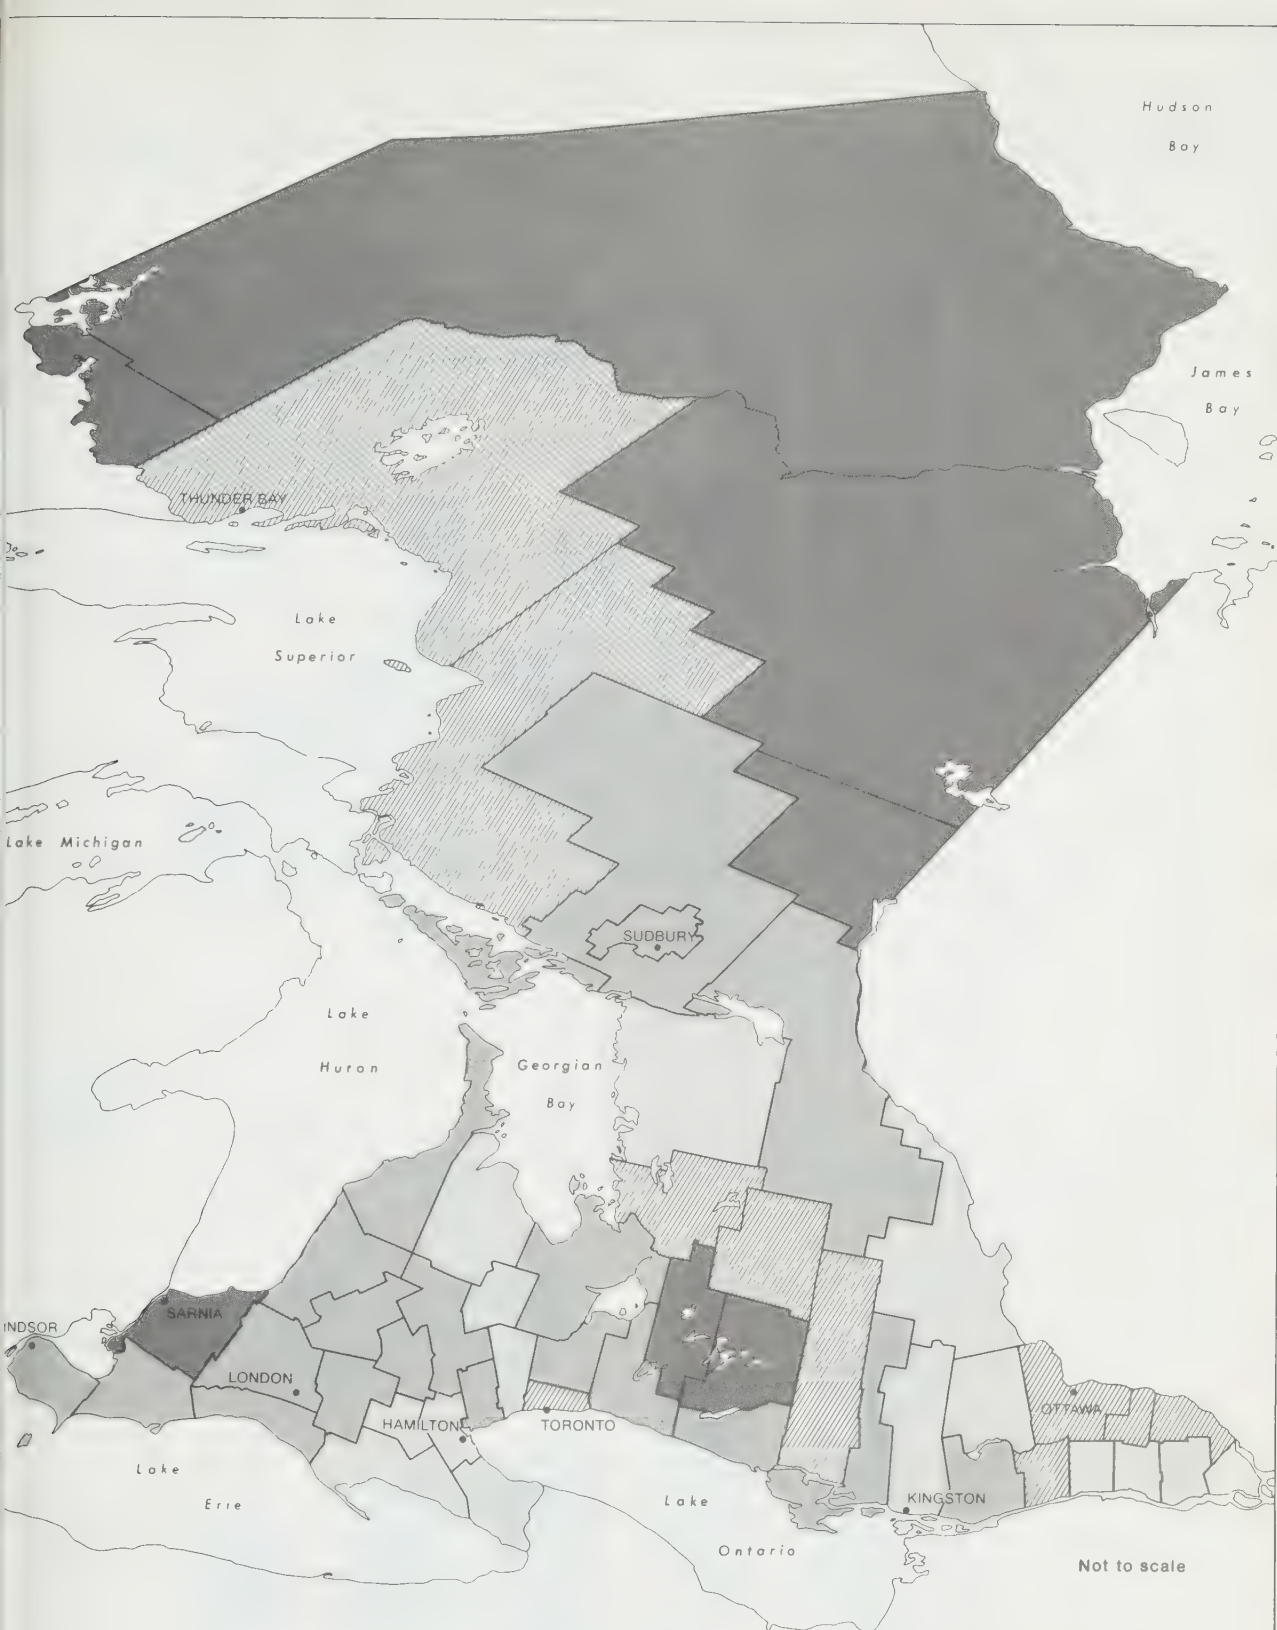 Hudson
Bay
James
Bay
THUNDER BAY
Lake
Superior
Lake Michigan
SUDBURY
Lake
Huron
Georgian
Bay
SARNIA
INDSOR
LONDON
HAMILTON
TORONTO
OTTAWA
KINGSTON
Lake
Erie
Lake
Ontario
Not to scale